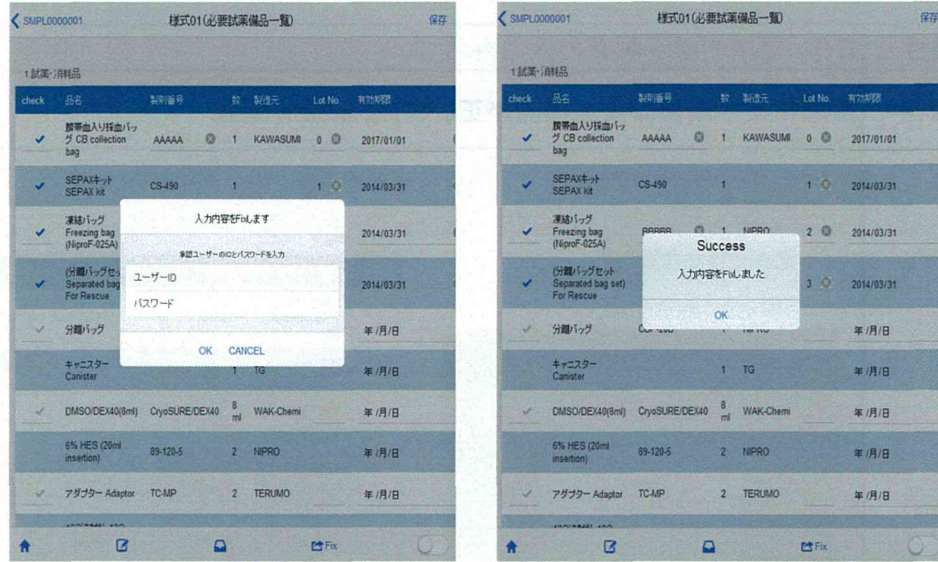 SMPL0000001 様式01(必要試薬備品一覧) 保存
1.試薬・消耗品
check 品名 製剤番号 数 製造元 Lot No. 有効期限
臍帯血入り採血バッ
グ CB collection
bag
AAAAA 1 KAWASUMI 0 2017/01/01
SEPAXキット
SEPAX kit
CS-490 1 1 2014/03/31
凍結バッグ
Freezing bag
(NiproF-025A)
2014/03/31
(分離バッグセッ
Separated bag
For Rescue
2014/03/31
分離バッグ
年 /月/日
キャニスター
Canister
1 TG 年 /月/日
DMSO/DEX40(8ml) CryoSURE/DEX40 8
ml WAK-Chemi 年 /月/日
6% HES (20ml
insertion)
89-120-5 2 NIPRO 年 /月/日
アダプター Adaptor TC-MP 2 TERUMO 年 /月/日
Fix
入力内容をFixします
承認ユーザーのIDとパスワードを入力
ユーザーID
パスワード
OK CANCEL
SMPL0000001 様式01(必要試薬備品一覧) 保存
1.試薬・消耗品
check 品名 製剤番号 数 製造元 Lot No. 有効期限
臍帯血入り採血バッ
グ CB collection
bag
AAAAA 1 KAWASUMI 0 2017/01/01
SEPAXキット
SEPAX kit
CS-490 1 1 2014/03/31
凍結バッグ
Freezing bag
(NiproF-025A)
BBBBB 1 NIPRO 2 2014/03/31
(分離バッグセット
Separated bag set)
For Rescue
3 2014/03/31
分離バッグ
年 /月/日
キャニスター
Canister
1 TG 年 /月/日
DMSO/DEX40(8ml) CryoSURE/DEX40 8
ml WAK-Chemi 年 /月/日
6% HES (20ml
insertion)
89-120-5 2 NIPRO 年 /月/日
アダプター Adaptor TC-MP 2 TERUMO 年 /月/日
Fix
Success
入力内容をFixしました
OK